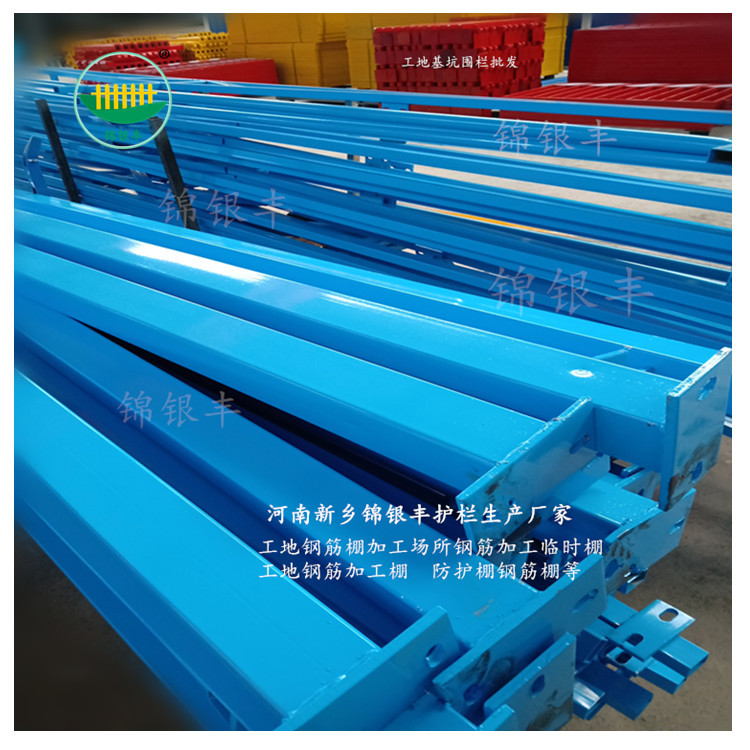 工地基坑围栏批发
®
锦银丰
锦银丰
锦银丰
锦银丰
锦银丰
河南新乡锦银丰护栏生产厂家
工地钢筋棚加工场所钢筋加工临时棚
工地钢筋加工棚 防护棚钢筋棚等